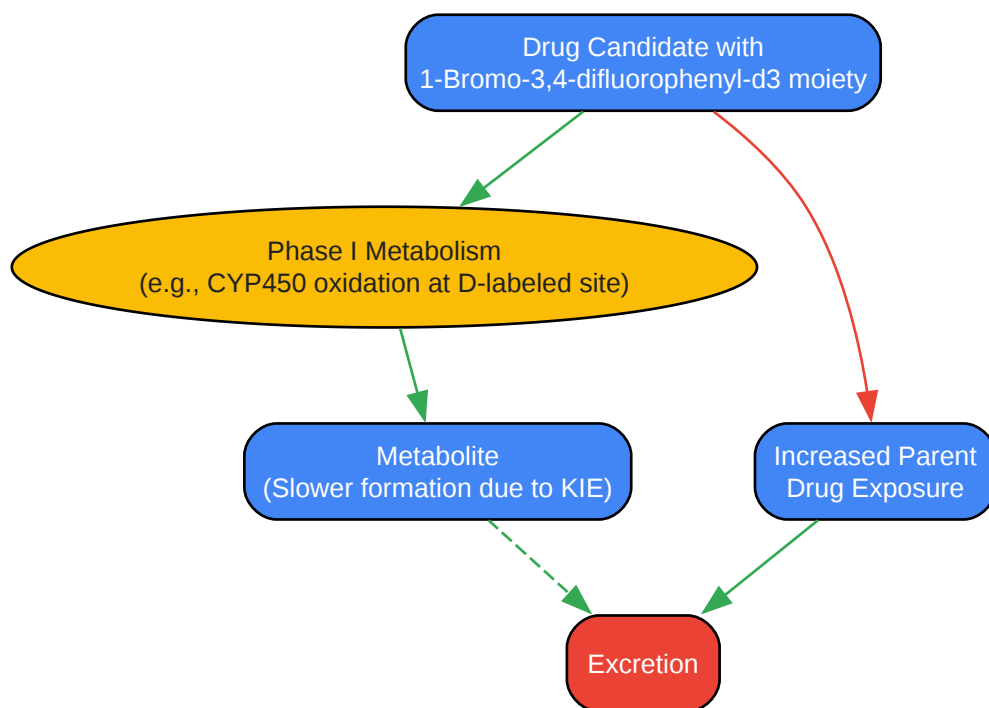 Drug Candidate with
1-Bromo-3,4-difluorophenyl-d3 moiety
Phase I Metabolism
(e.g., CYP450 oxidation at D-labeled site)
Metabolite
(Slower formation due to KIE)
Increased Parent
Drug Exposure
Excretion